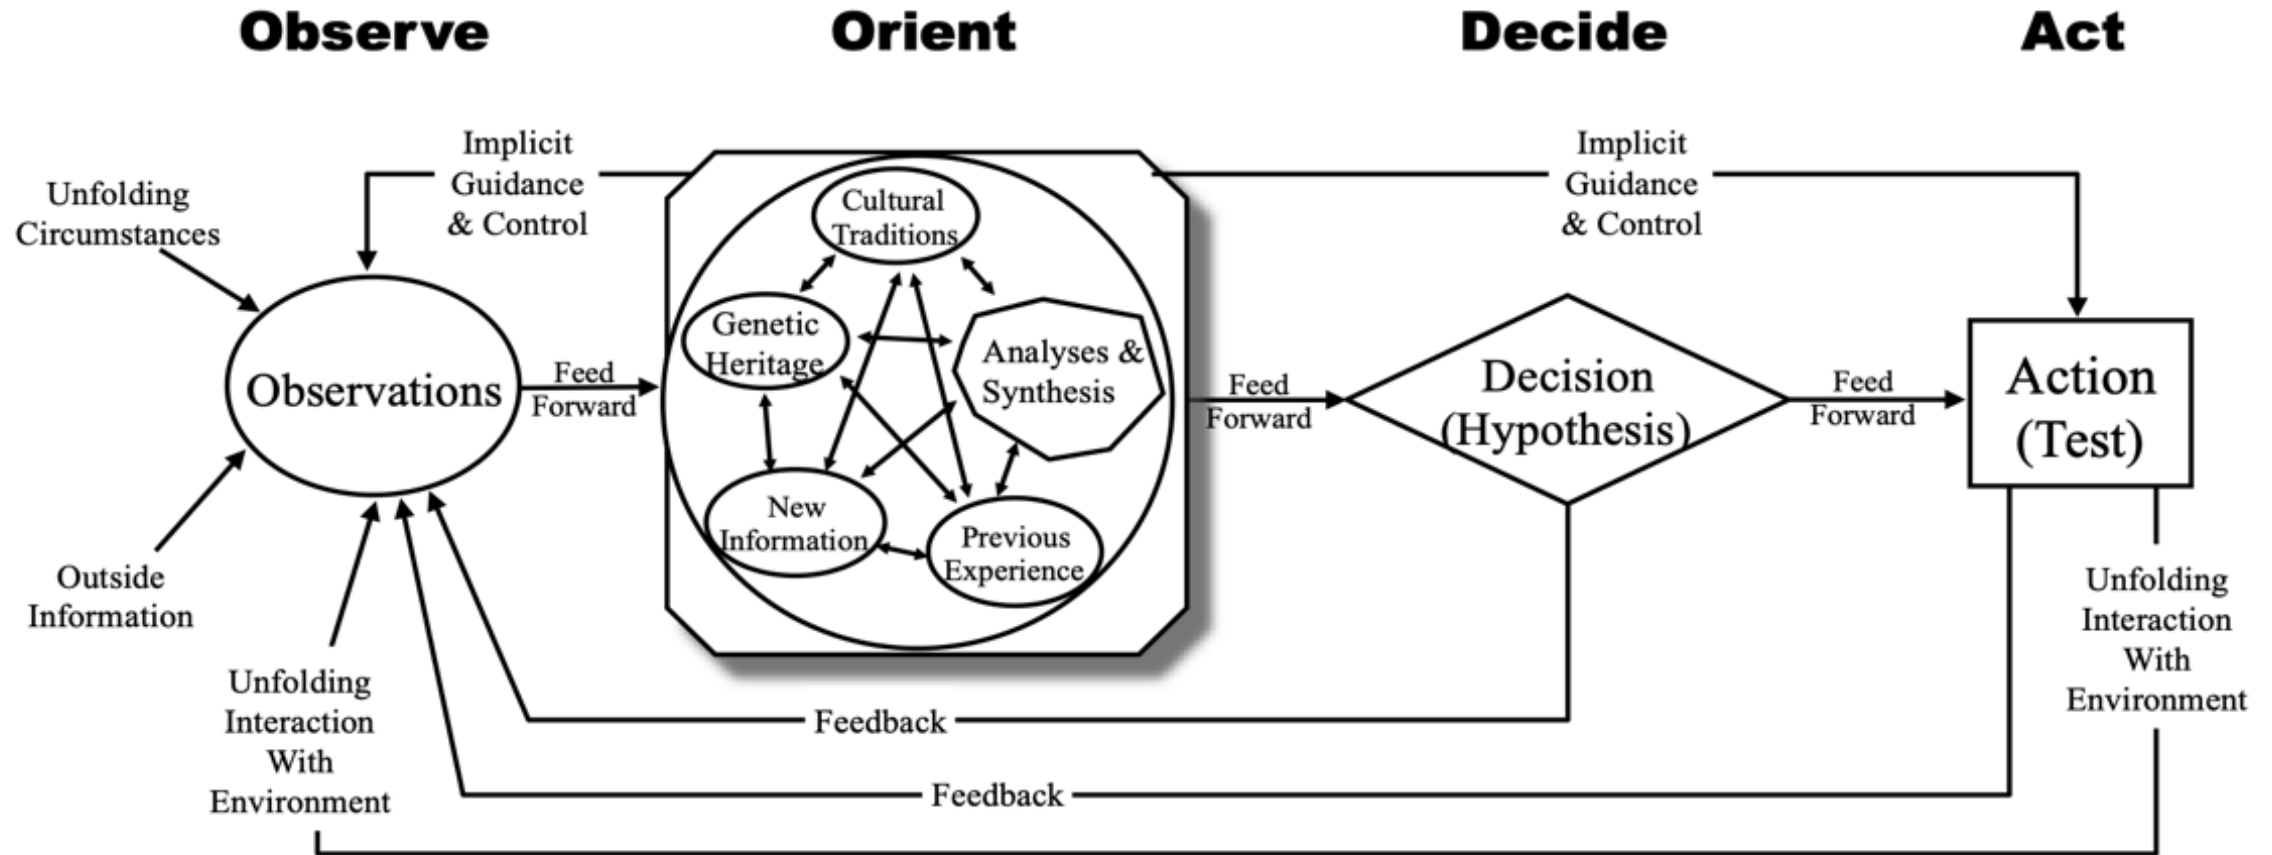 Observe
Orient
Decide
Act
Implicit
Guidance
& Control
Implicit
Guidance
& Control
Unfolding
Circumstances
Cultural
Traditions
Genetic
Heritage
Analyses &
Synthesis
Observations
Feed
Forward
Feed
Forward
Decision
(Hypothesis)
Feed
Forward
Action
(Test)
New
Information
Previous
Experience
Outside
Information
Unfolding
Interaction
With
Environment
Unfolding
Interaction
With
Environment
Feedback
Feedback